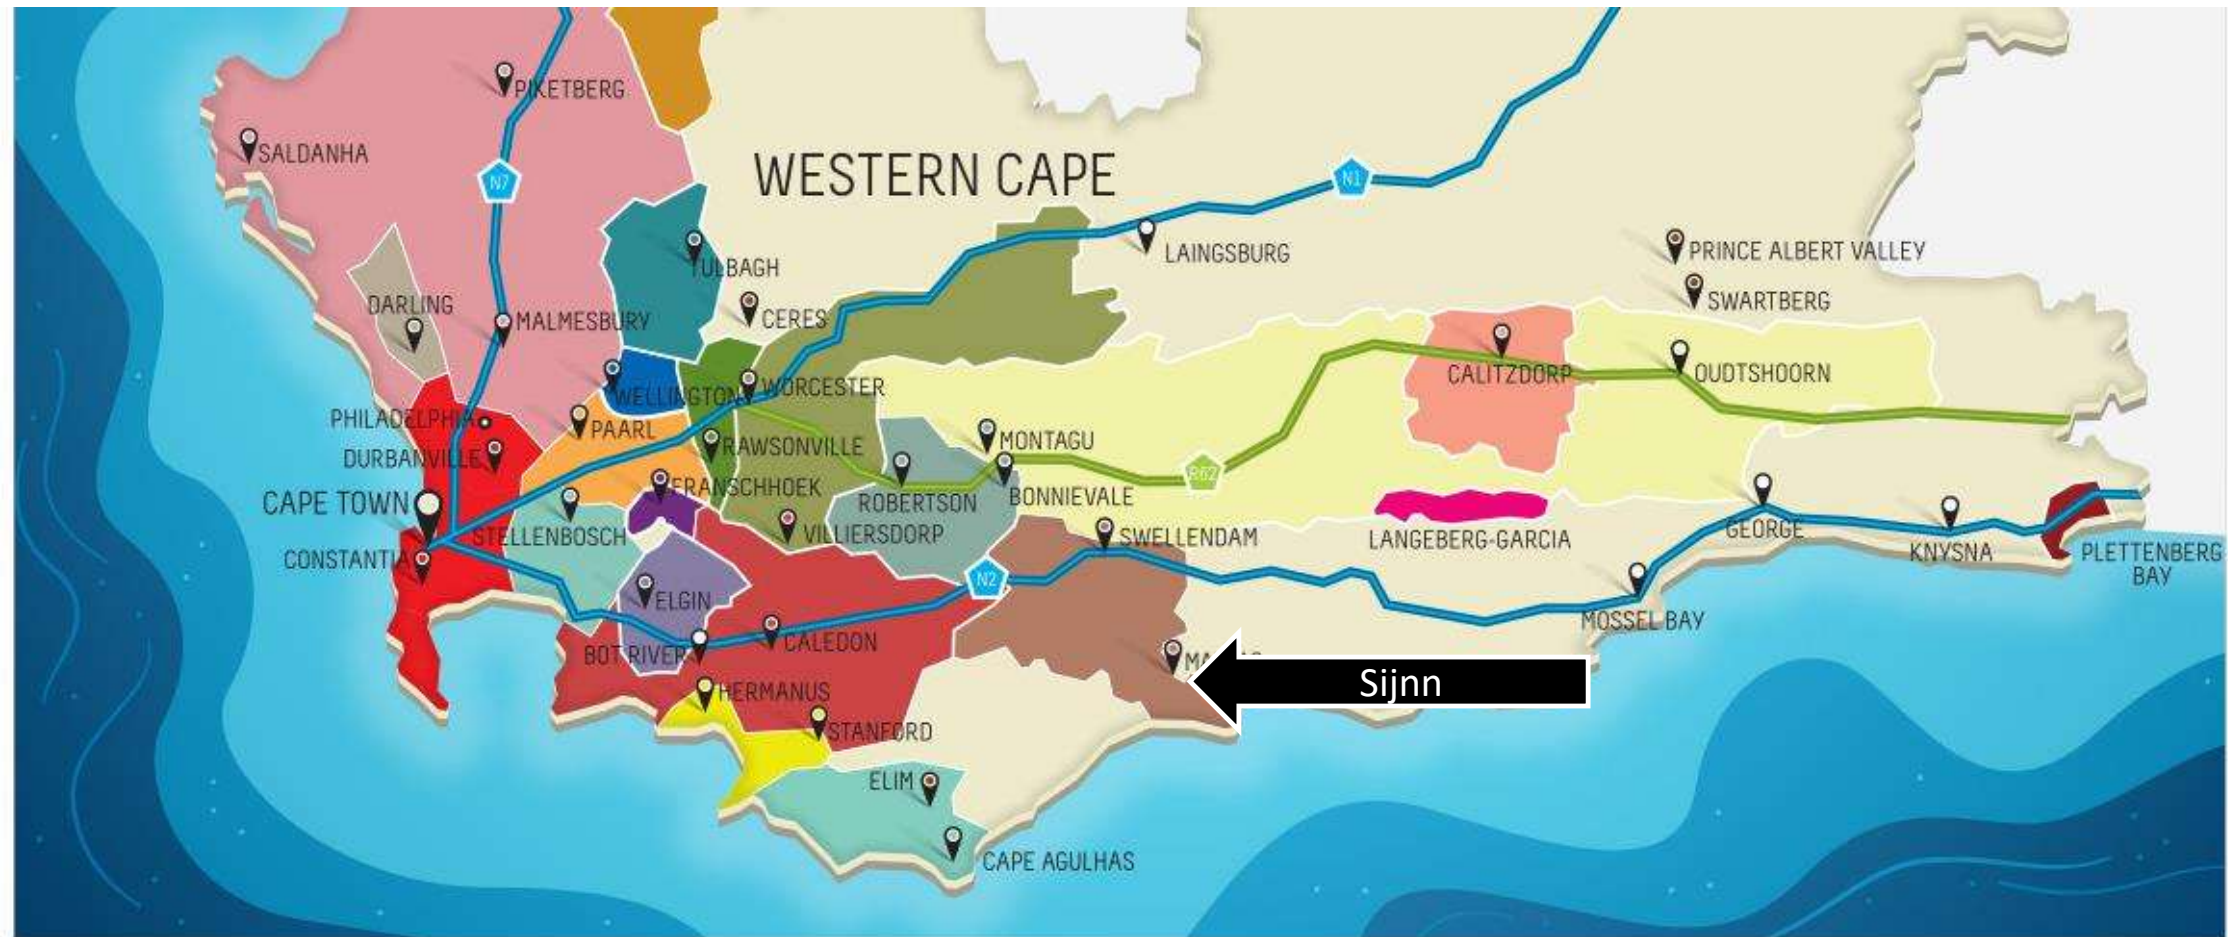 PIKETBERG
SALDANHA
N7
WESTERN CAPE
N1
LAINGSBURG
PRINCE ALBERT VALLEY
TULBAGH
SWARTBERG
DARLING
CERES
MALMESBURY
CALITZDORP
OUDTSHOORN
WELLINGTON
WORCESTER
PHILADELPHIA
PAARL
RAWSONVILLE
MONTAGU
DURBANVILLE
R62
FRANSCHHOEK
ROBERTSON
BONNIEVALE
CAPE TOWN
STELLENBOSCH
VILLIERSDORP
SWELLENDAM
LANGEBERG-GARCIA
GEORGE
KNYSNA
PLETTENBERG
BAY
CONSTANTIA
N2
ELGIN
MOSSEL BAY
BOT RIVER
CALEDON
Sijnn
HERMANUS
STANFORD
ELIM
CAPE AGULHAS